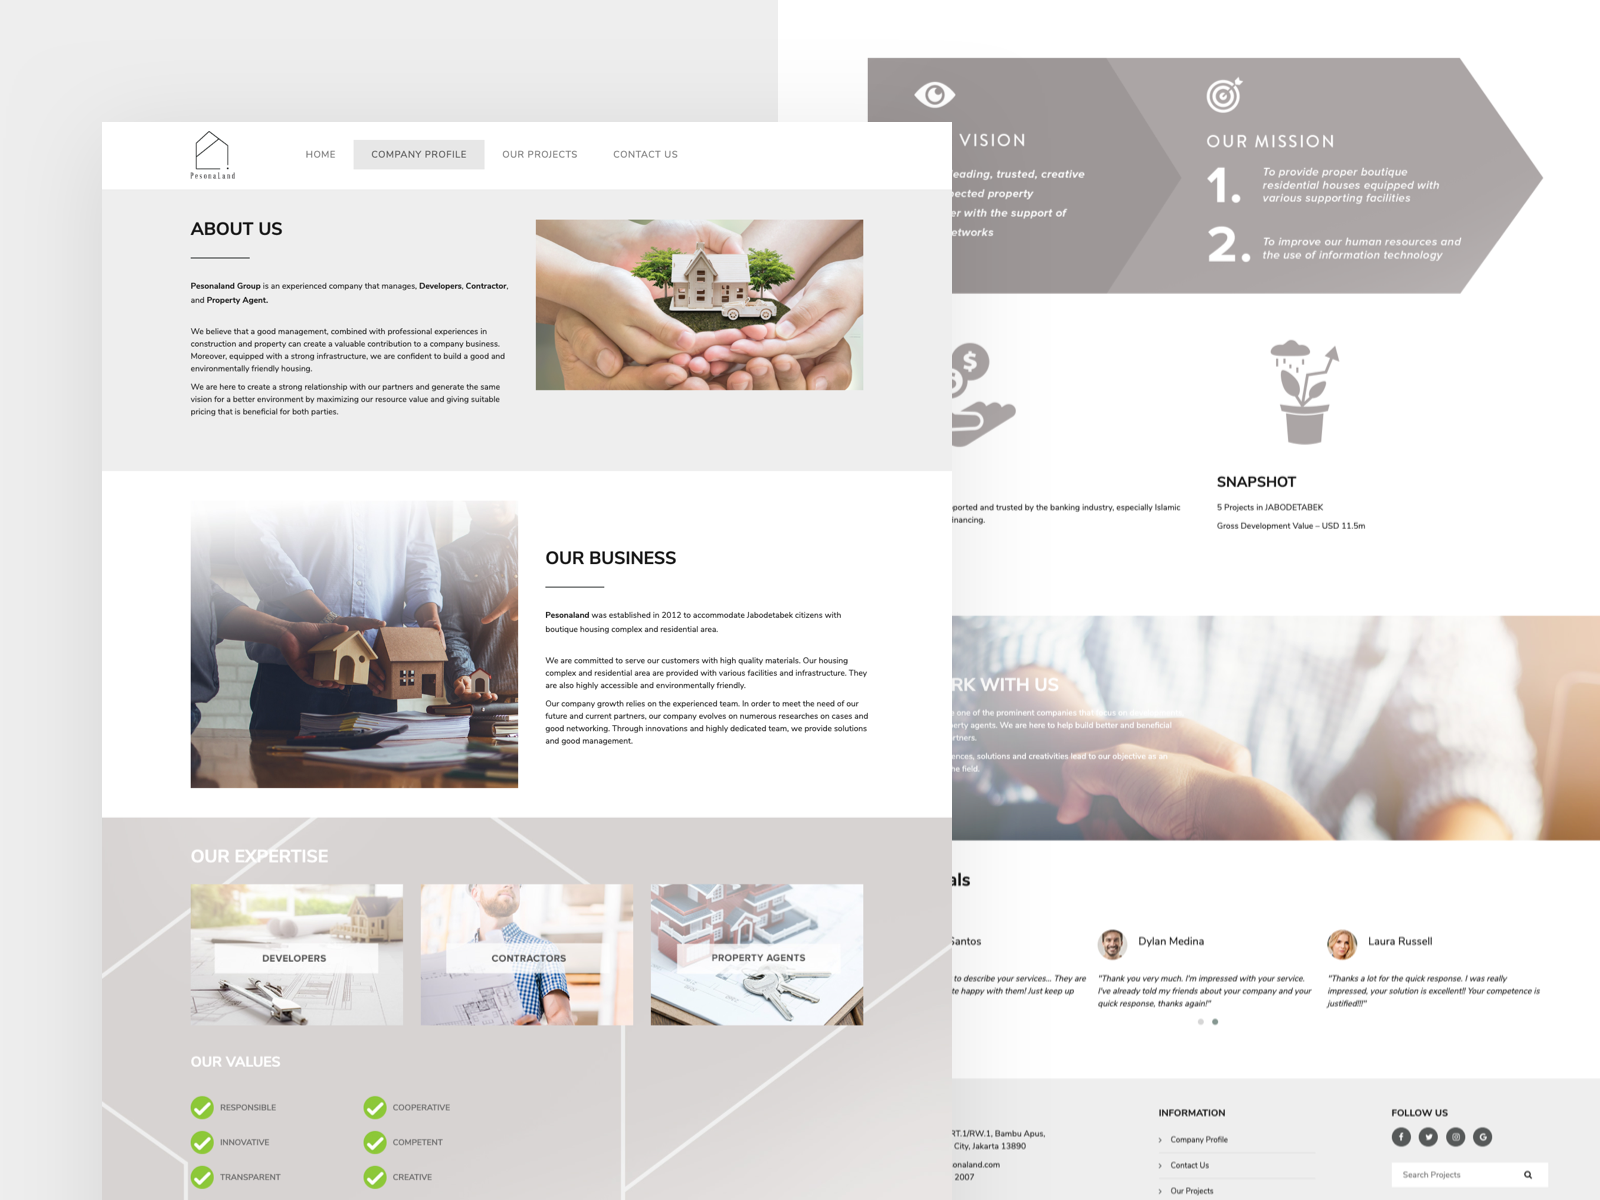 PesonaLand
HOME
COMPANY PROFILE
OUR PROJECTS
CONTACT US
ABOUT US
Pesonaland Group is an experienced company that manages, Developers, Contractor,
and Property Agent.
We believe that a good management, combined with professional experiences in
construction and property can create a valuable contribution to a company business.
Moreover, equipped with a strong infrastructure, we are confident to build a good and
environmentally friendly housing.
We are here to create a strong relationship with our partners and generate the same
vision for a better environment by maximizing our resource value and giving suitable
pricing that is beneficial for both parties.
OUR BUSINESS
Pesonaland was established in 2012 to accommodate Jabodetabek citizens with
boutique housing complex and residential area.
We are committed to serve our customers with high quality materials. Our housing
complex and residential area are provided with various facilities and infrastructure. They
are also highly accessible and environmentally friendly.
Our company growth relies on the experienced team. In order to meet the need of our
future and current partners, our company evolves on numerous researches on cases and
good networking. Through innovations and highly dedicated team, we provide solutions
and good management.
OUR EXPERTISE
DEVELOPERS
CONTRACTORS
PROPERTY AGENTS
OUR VALUES
RESPONSIBLE
COOPERATIVE
INNOVATIVE
COMPETENT
TRANSPARENT
CREATIVE
VISION
eading, trusted, creative
pected property
er with the support of
etworks
OUR MISSION
1.
To provide proper boutique
residential houses equipped with
various supporting facilities
2.
To improve our human resources and
the use of information technology
pported and trusted by the banking industry, especially Islamic
inancing.
SNAPSHOT
5 Projects in JABODETABEK
Gross Development Value – USD 11.5m
RK WITH US
one of the prominent companies that focus on
erty agents. We are here to help build better and beneficial
rtners.
ences, solutions and creativities lead to our objective as an
he field.
als
Santos
to describe your services... They are
te happy with them! Just keep up
Dylan Medina
"Thank you very much. I'm impressed with your service.
I've already told my friends about your company and your
quick response, thanks again!"
Laura Russell
"Thanks a lot for the quick response. I was really
impressed, your solution is excellent!! Your competence is
justified!!!"
RT.1/RW.1, Bambu Apus,
City, Jakarta 13890
onaland.com
2007
INFORMATION
Company Profile
Contact Us
Our Projects
FOLLOW US
Search Projects